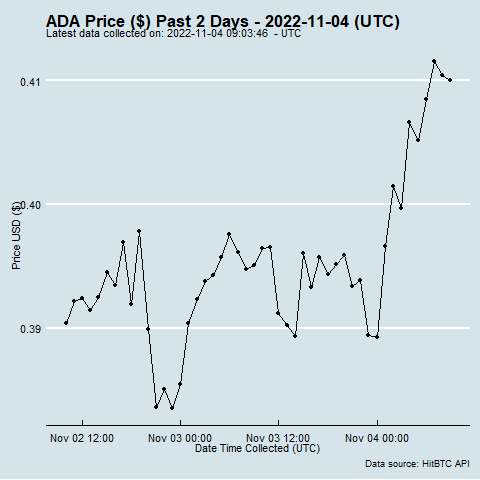 ADA Price ($) Past 2 Days - 2022-11-04 (UTC)
Latest data collected on: 2022-11-04 09:03:46 - UTC
0.41
0.40
0.39
Price USD ($)
Nov 02 12:00 Nov 03 00:00 Nov 03 12:00 Nov 04 00:00
Date Time Collected (UTC)
Data source: HitBTC API